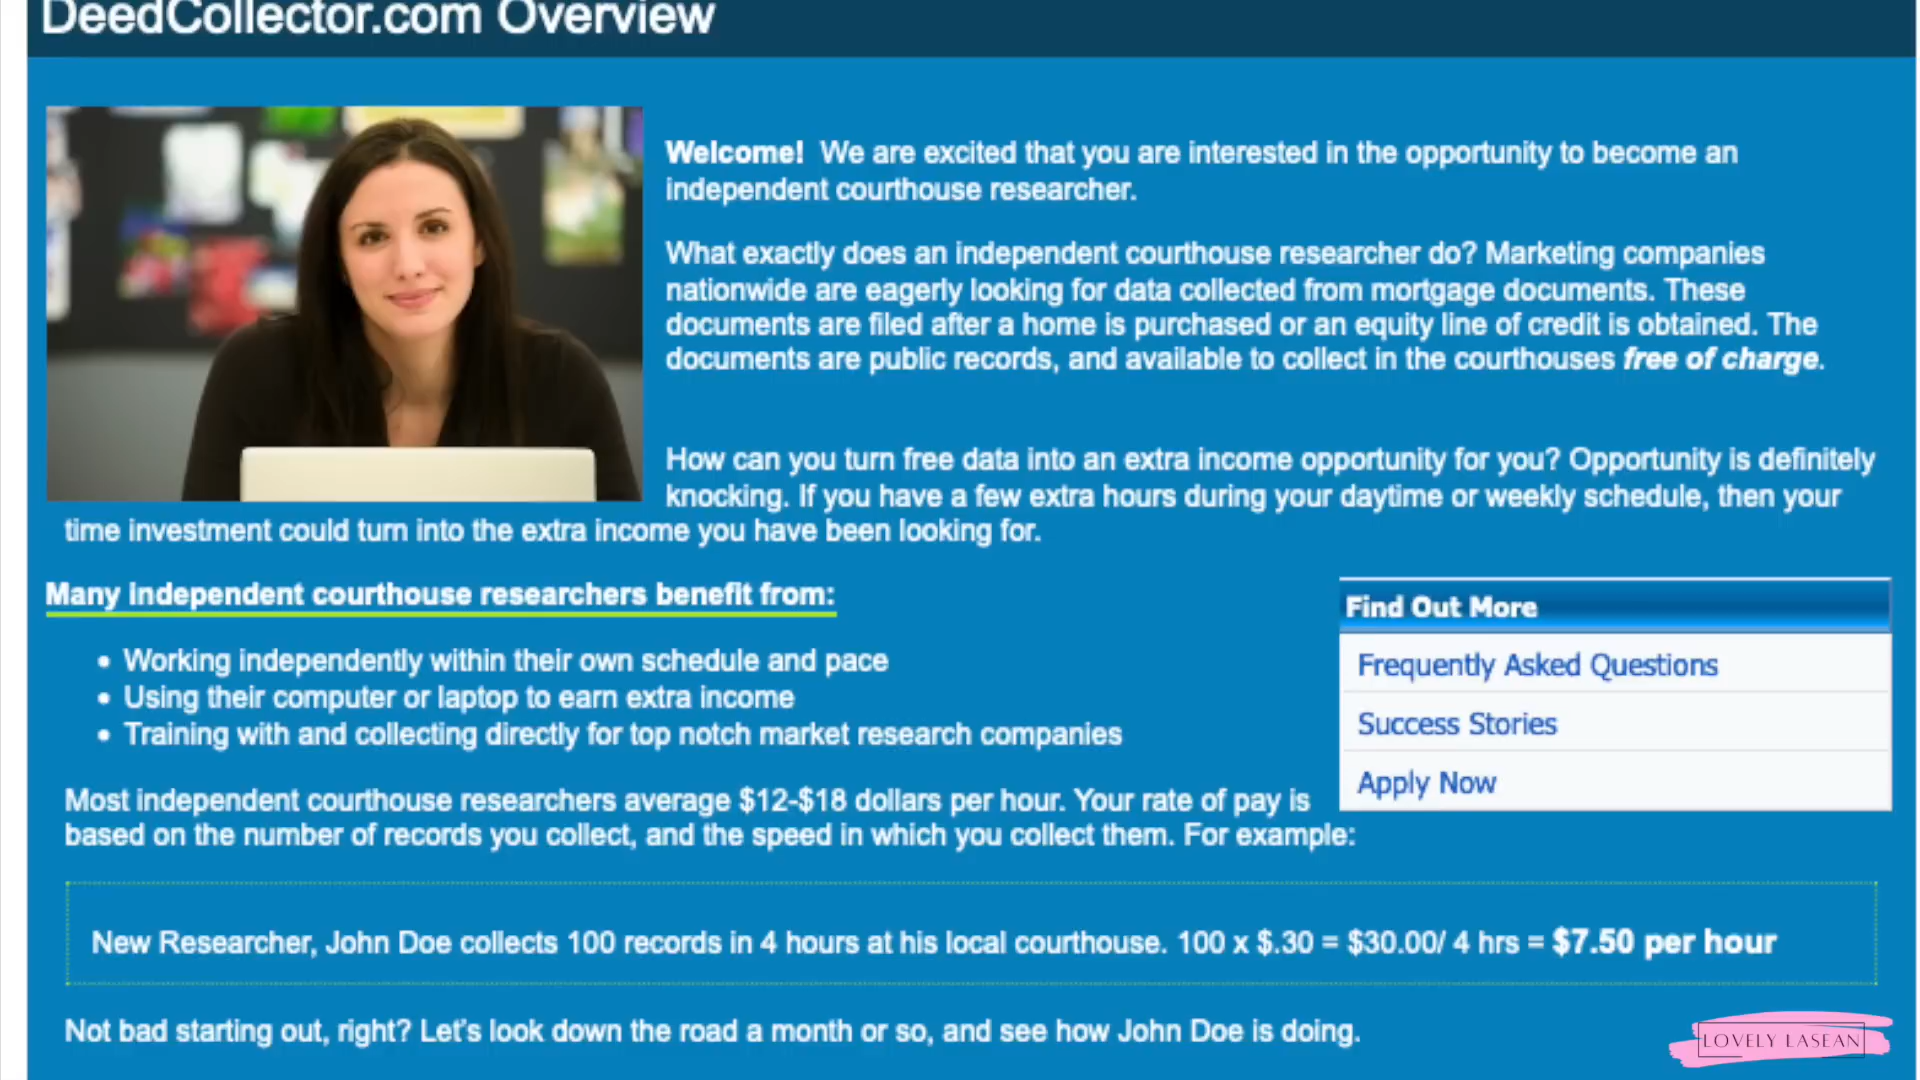 DeedCollector.com Overview
Welcome! We are excited that you are interested in the opportunity to become an
independent courthouse researcher.
What exactly does an independent courthouse researcher do? Marketing companies
nationwide are eagerly looking for data collected from mortgage documents. These
documents are filed after a home is purchased or an equity line of credit is obtained. The
documents are public records, and available to collect in the courthouses free of charge.
How can you turn free data into an extra income opportunity for you? Opportunity is definitely
knocking. If you have a few extra hours during your daytime or weekly schedule, then your
time investment could turn into the extra income you have been looking for.
Many independent courthouse researchers benefit from:
• Working independently within their own schedule and pace
• Using their computer or laptop to earn extra income
• Training with and collecting directly for top notch market research companies
Find Out More
Frequently Asked Questions
Success Stories
Apply Now
Most independent courthouse researchers average $12-$18 dollars per hour. Your rate of pay is
based on the number of records you collect, and the speed in which you collect them. For example:
New Researcher, John Doe collects 100 records in 4 hours at his local courthouse. 100 x $.30 = $30.00/ 4 hrs = $7.50 per hour
Not bad starting out, right? Let's look down the road a month or so, and see how John Doe is doing.
LOVELY LASEAN